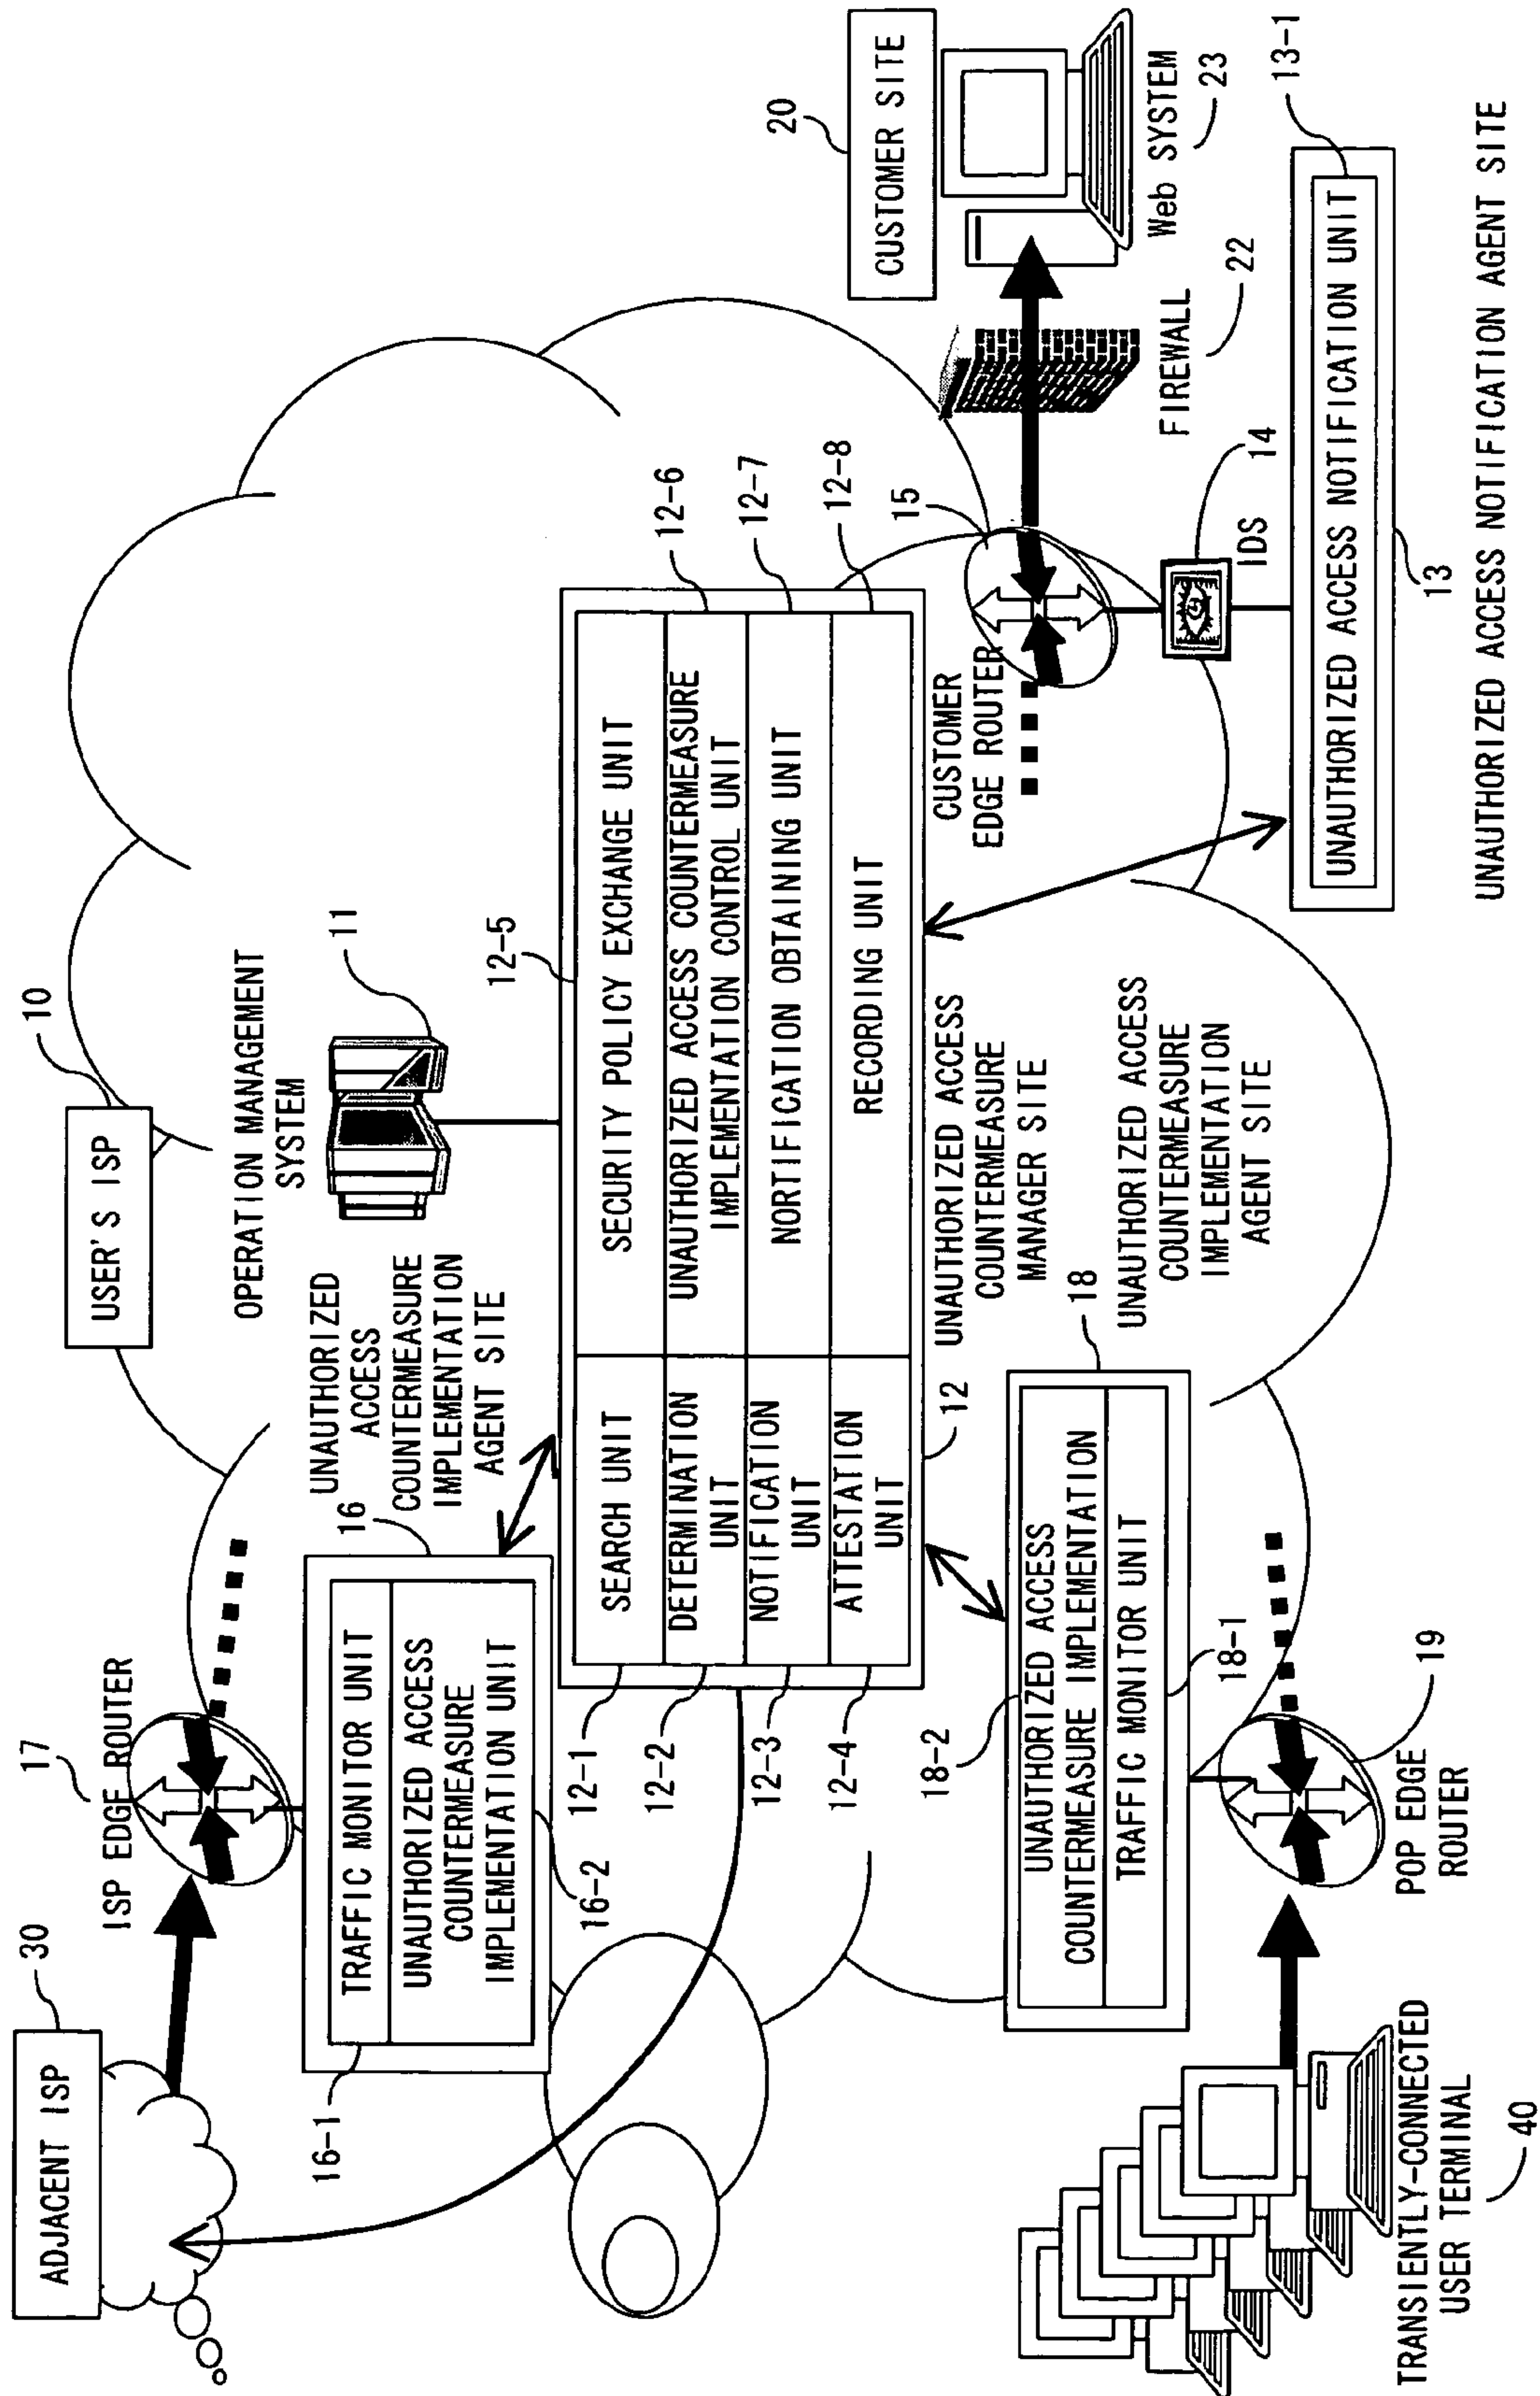 30
ADJACENT ISP
17
ISP EDGE ROUTER
10
USER'S ISP
OPERATION MANAGEMENT
SYSTEM
11
16-1
TRAFFIC MONITOR UNIT
UNAUTHORIZED ACCESS
COUNTERMEASURE
IMPLEMENTATION UNIT
16-2
16
UNAUTHORIZED
ACCESS
COUNTERMEASURE
IMPLEMENTATION
AGENT SITE
12-5
12-1
SEARCH UNIT
SECURITY POLICY EXCHANGE UNIT
12-2
DETERMINATION
UNIT
UNAUTHORIZED ACCESS COUNTERMEASURE
IMPLEMENTATION CONTROL UNIT
12-6
12-3
NOTIFICATION
UNIT
NORTIFICATION OBTAINING UNIT
12-7
12-4
ATTESTATION
UNIT
RECORDING UNIT
12-8
12
UNAUTHORIZED ACCESS
COUNTERMEASURE
MANAGER SITE
20
CUSTOMER SITE
Web SYSTEM
23
FIREWALL
22
15
CUSTOMER
EDGE ROUTER
14
IDS
13-1
UNAUTHORIZED ACCESS NOTIFICATION UNIT
13
UNAUTHORIZED ACCESS NOTIFICATION AGENT SITE
18-2
UNAUTHORIZED ACCESS
COUNTERMEASURE IMPLEMENTATION
TRAFFIC MONITOR UNIT
18-1
18
UNAUTHORIZED ACCESS
COUNTERMEASURE
IMPLEMENTATION
AGENT SITE
19
POP EDGE
ROUTER
TRANSIENTLY-CONNECTED
USER TERMINAL
40